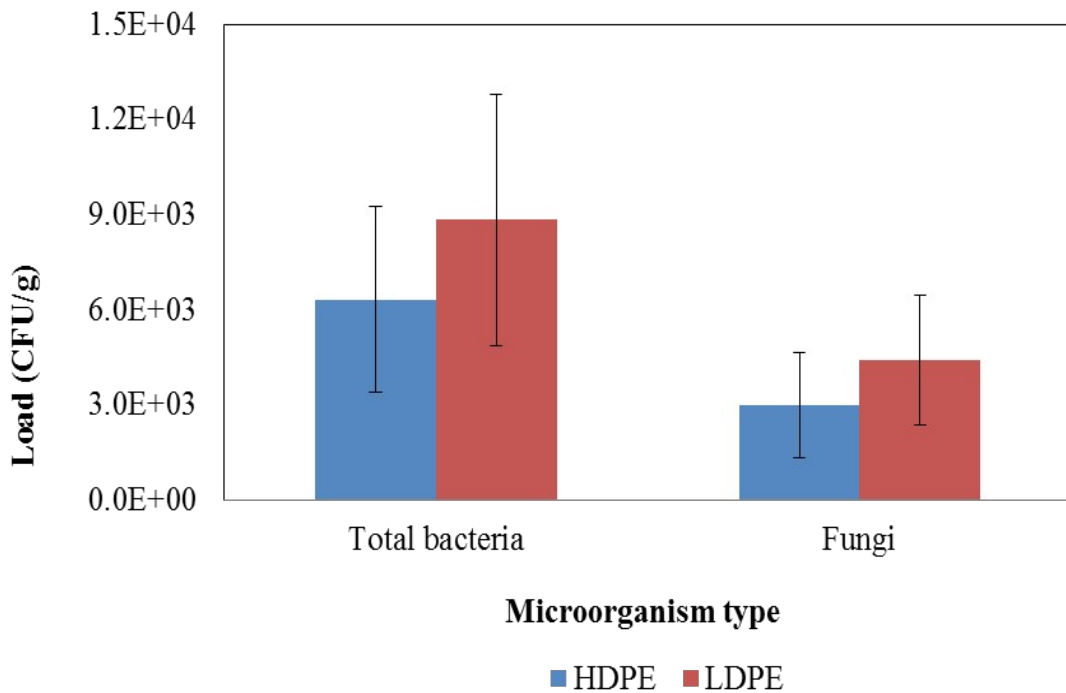 1.5E+04
1.2E+04
9.0E+03
6.0E+03
3.0E+03
0.0E+00
Load (CFU/g)
Total bacteria Fungi
Microorganism type
HDPE LDPE